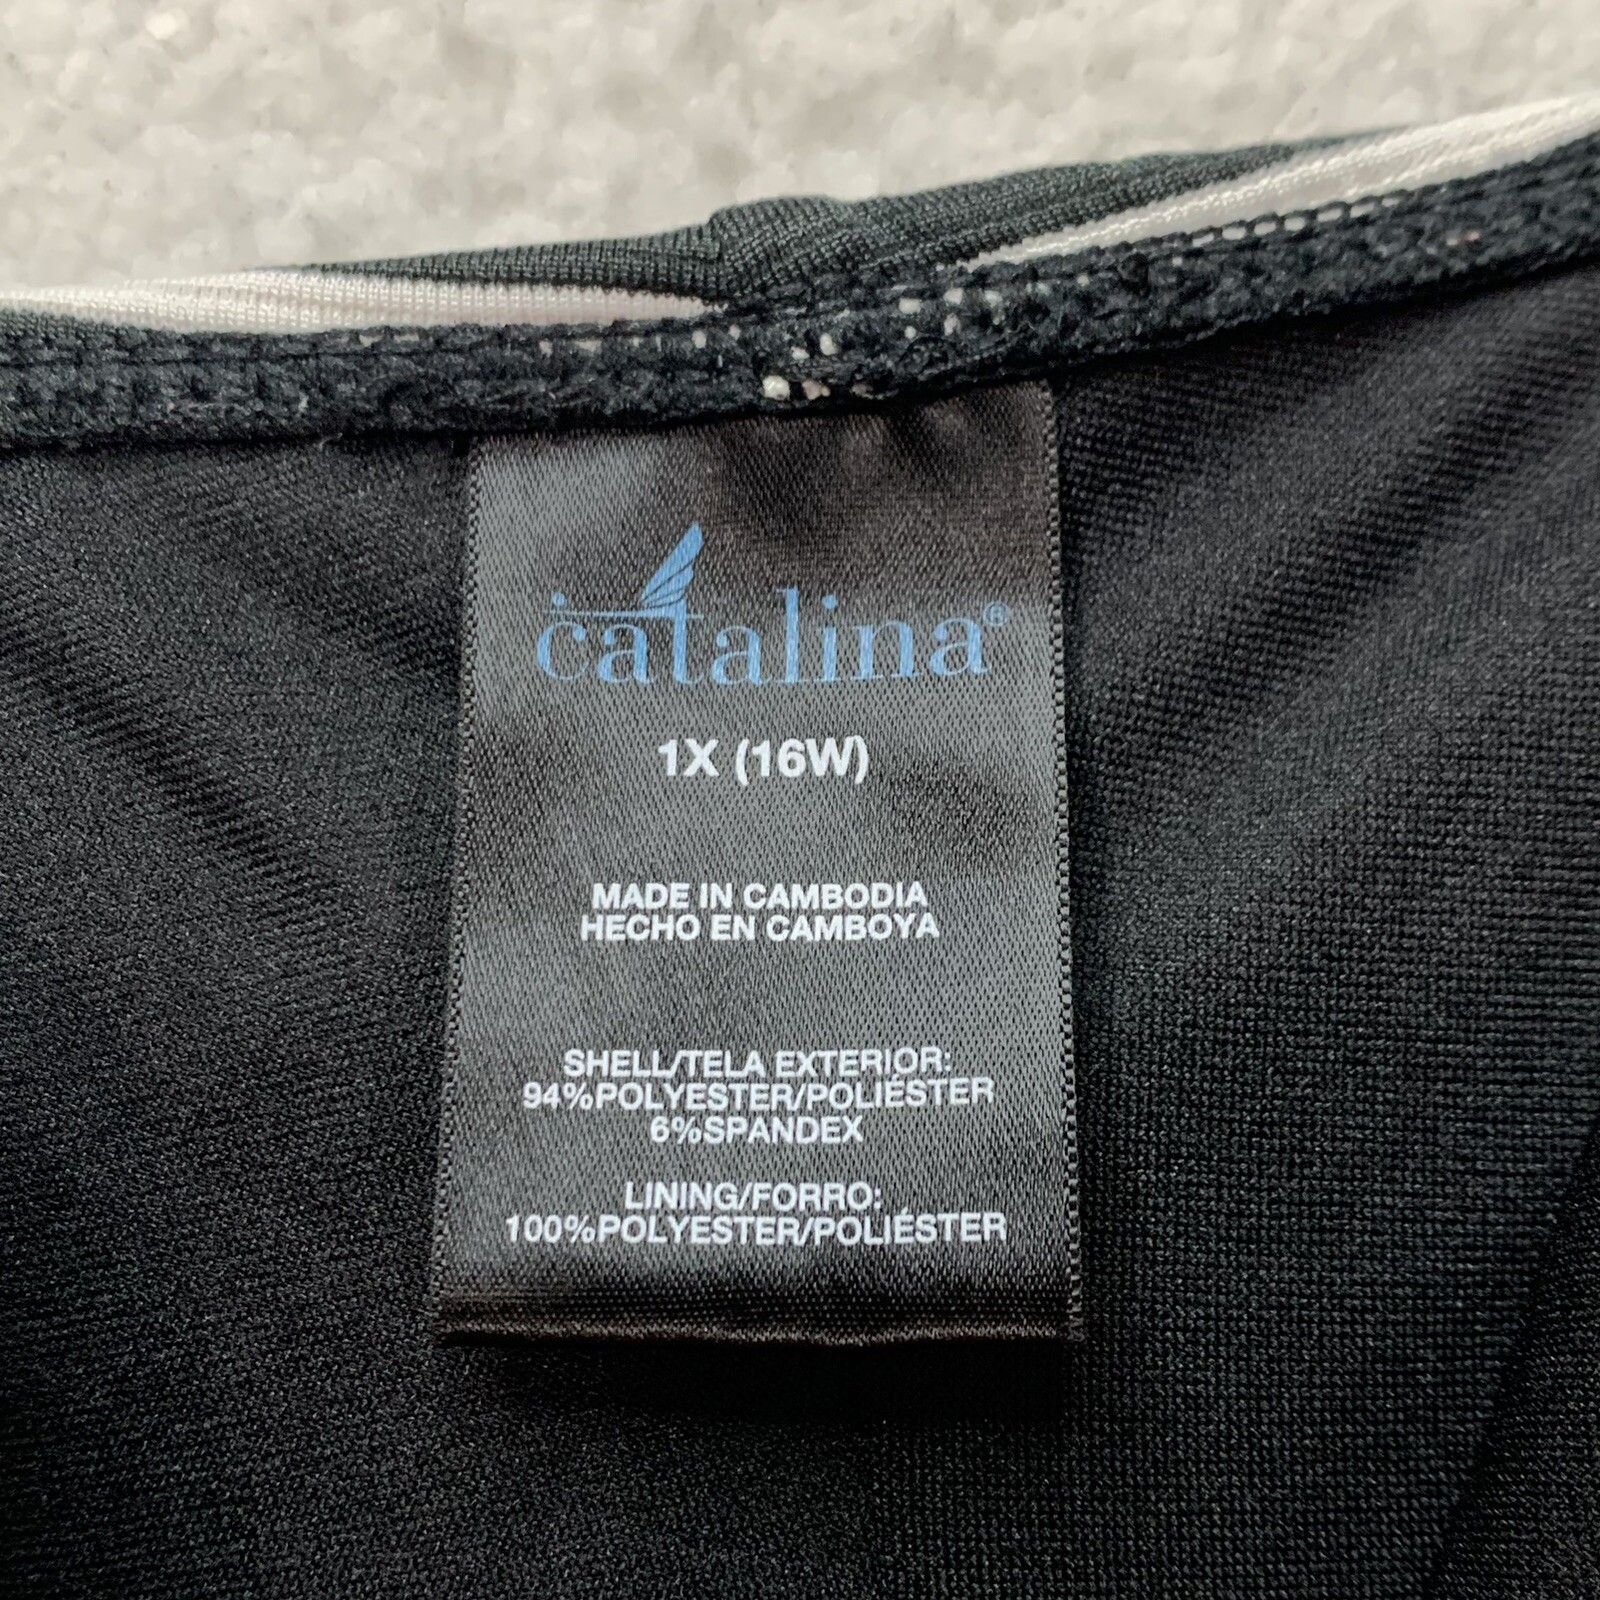 catalina®
1X (16W)
MADE IN CAMBODIA
HECHO EN CAMBOYA
SHELL/TELA EXTERIOR:
94%POLYESTER/POLIÉSTER
6%SPANDEX
LINING/FORRO:
100%POLYESTER/POLIÉSTER